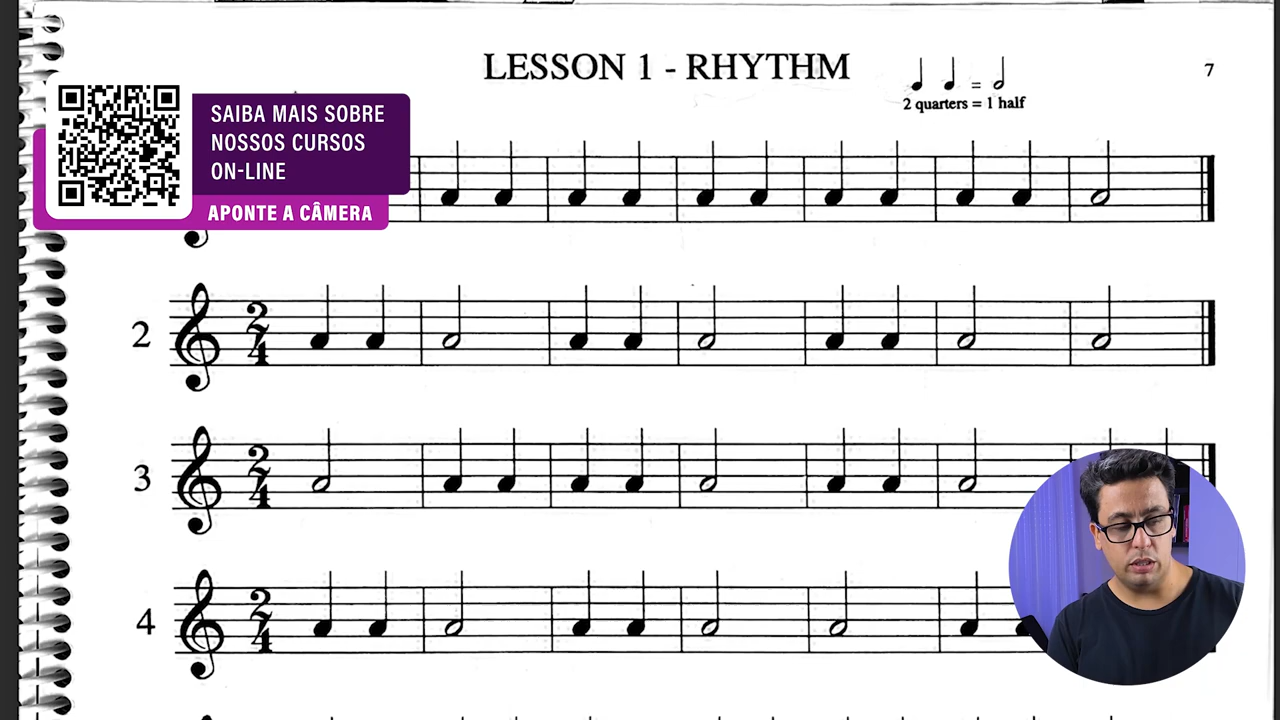 LESSON 1 - RHYTHM
7
2 quarters = 1 half
SAIBA MAIS SOBRE
NOSSOS CURSOS
ON-LINE
APONTE A CÂMERA
2
2
4
3
2
4
4
2
4